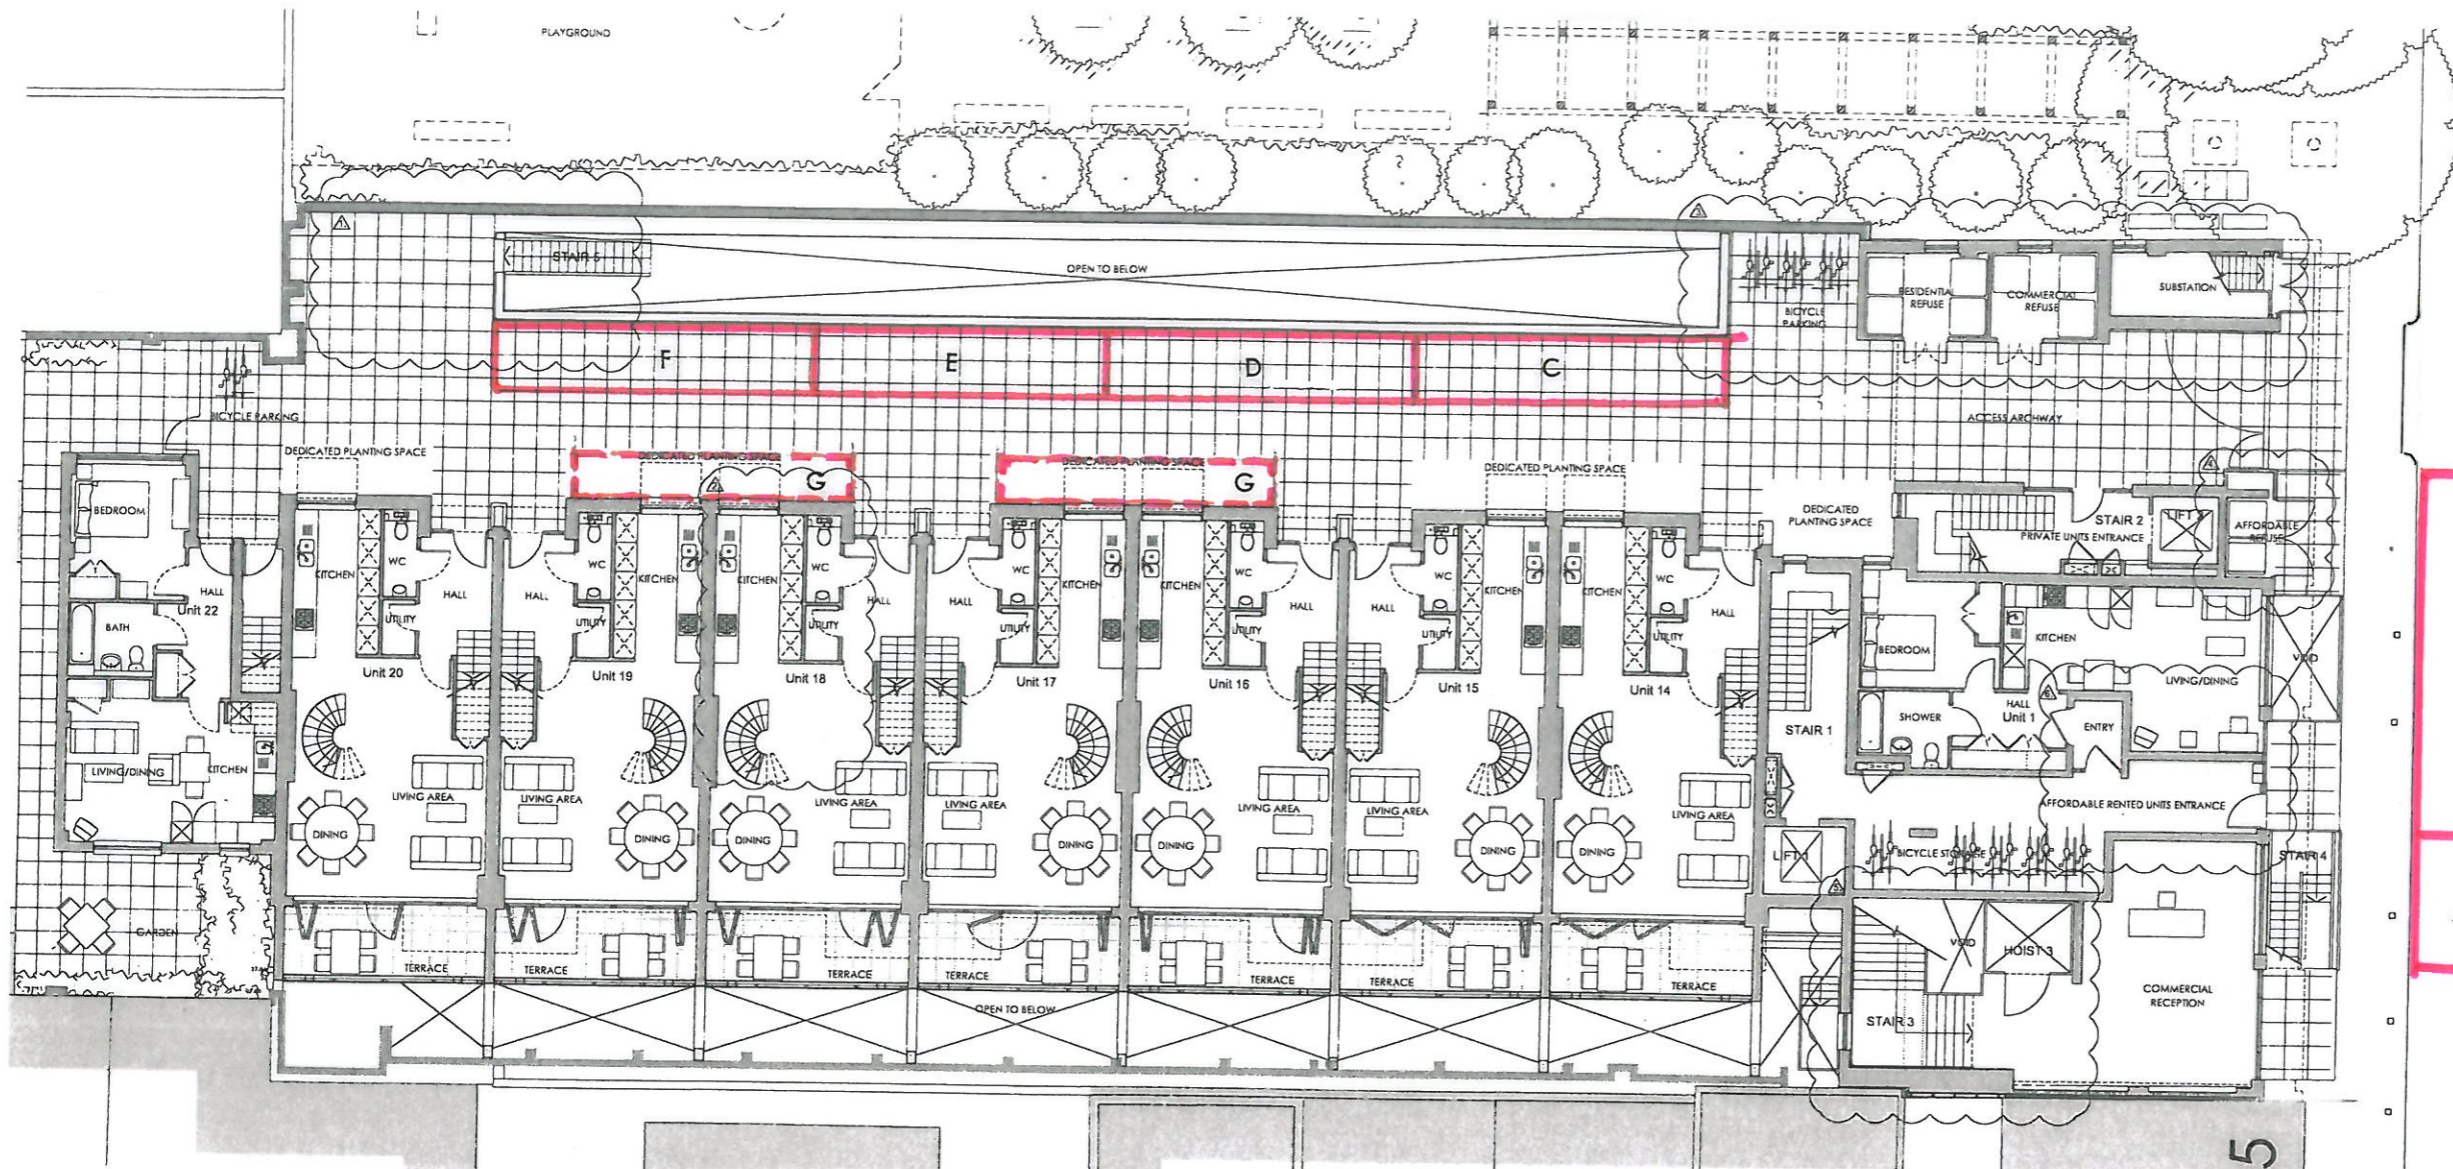 PLAYGROUND
1.
3
STAIR 5
OPEN TO BELOW
BICYCLE
PARKING
RESIDENTIAL
REFUSE
COMMERCIAL
REFUSE
SUBSTATION
F
E
D
C
BICYCLE PARKING
ACCESS ARCHWAY
DEDICATED PLANTING SPACE
DEDICATED PLANTING SPACE
G
DEDICATED PLANTING SPACE
G
DEDICATED PLANTING SPACE
DEDICATED
PLANTING SPACE
2
4
STAIR 2
PRIVATE UNITS ENTRANCE
AFFORDABLE
REFUSE
BEDROOM
HALL
Unit 22
BATH
LIVING/DINING
KITCHEN
GARDEN
KITCHEN
WC
HALL
UTILITY
Unit 20
LIVING AREA
DINING
TERRACE
HALL
WC
UTILITY
KITCHEN
Unit 19
LIVING AREA
DINING
TERRACE
KITCHEN
WC
HALL
UTILITY
Unit 18
LIVING AREA
DINING
TERRACE
HALL
WC
UTILITY
KITCHEN
Unit 17
LIVING AREA
DINING
TERRACE
KITCHEN
WC
HALL
UTILITY
Unit 16
LIVING AREA
DINING
TERRACE
HALL
WC
UTILITY
KITCHEN
Unit 15
LIVING AREA
DINING
TERRACE
KITCHEN
WC
HALL
UTILITY
Unit 14
LIVING AREA
DINING
TERRACE
OPEN TO BELOW
BEDROOM
KITCHEN
LIVING/DINING
VOID
SHOWER
HALL
Unit 1
6
ENTRY
STAIR 1
AFFORDABLE RENTED UNITS ENTRANCE
LIFT 1
BICYCLE STORAGE
STAIR 4
5
VOID
HOIST 3
STAIR 3
COMMERCIAL
RECEPTION
5